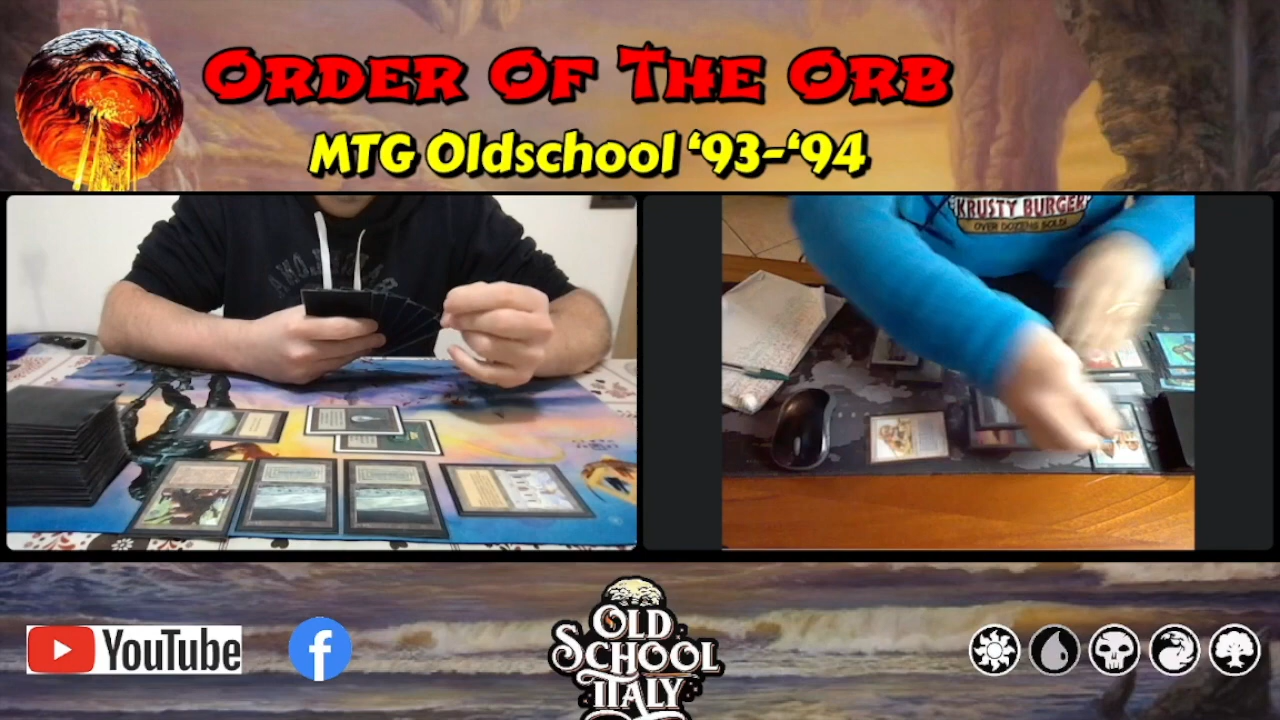 ORDER OF THE ORB
MTG Oldschool '93-'94
KRUSTY BURGER
OVER DOZENS SOLD
YouTube
f
OLD
SCHOOL
ITALY